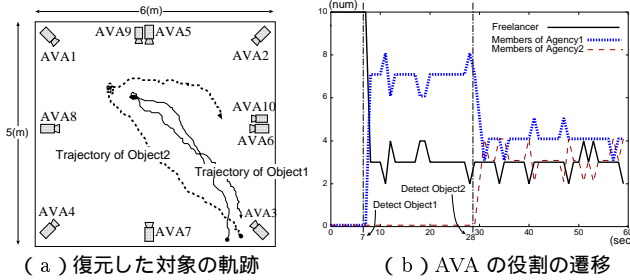 6(m)
AVA9 AVA5
AVA1
AVA2
AVA8
AVA10
AVA6
5(m)
Trajectory of Object2
Trajectory of Object1
AVA4
AVA7
AVA3
(a)復元した対象の軌跡
10 (num)
8
6
4
2
0
Freelancer
Members of Agency1
Members of Agency2
Detect Object2
Detect Object1
0 7 10 20 28 30 40 50 60
(sec)
(b)AVA の役割の遷移